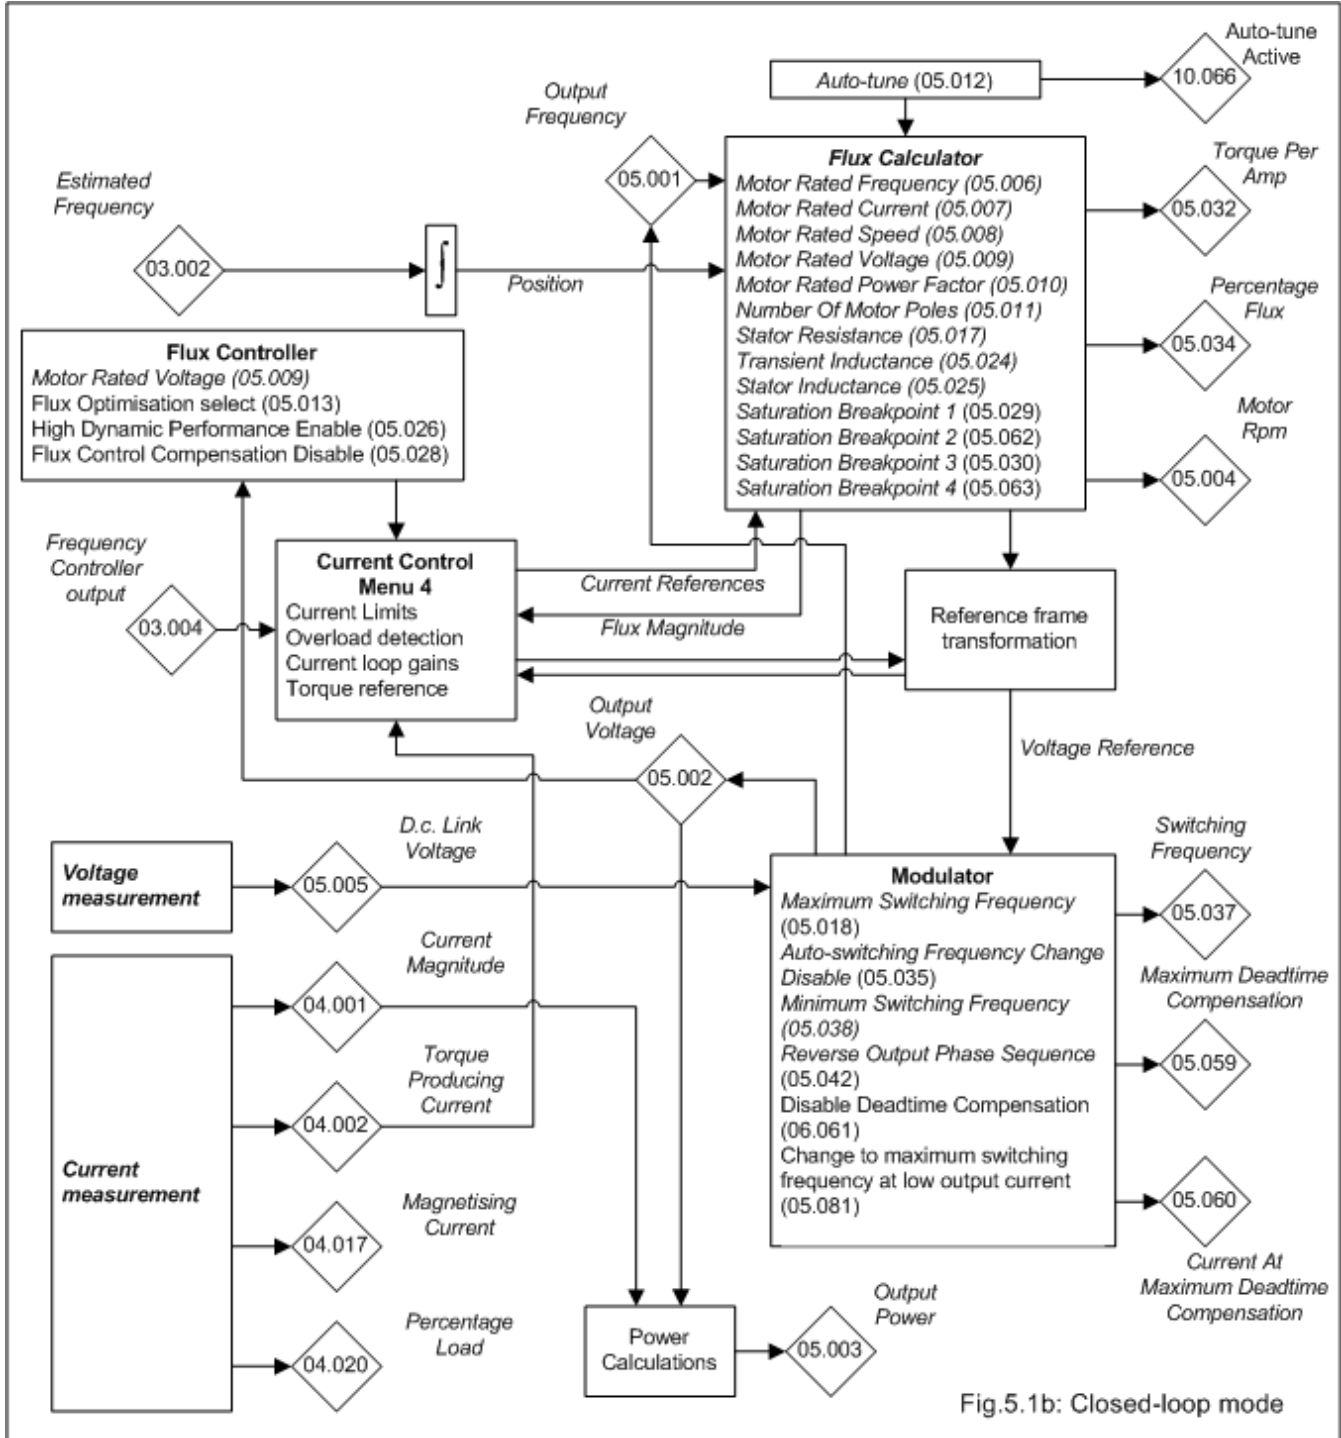 Auto-tune
Active
Auto-tune (05.012)
10.066
Output
Frequency
05.001
Estimated
Frequency
03.002
∫
Position
Flux Calculator
Motor Rated Frequency (05.006)
Motor Rated Current (05.007)
Motor Rated Speed (05.008)
Motor Rated Voltage (05.009)
Motor Rated Power Factor (05.010)
Number Of Motor Poles (05.011)
Stator Resistance (05.017)
Transient Inductance (05.024)
Stator Inductance (05.025)
Saturation Breakpoint 1 (05.029)
Saturation Breakpoint 2 (05.062)
Saturation Breakpoint 3 (05.030)
Saturation Breakpoint 4 (05.063)
Torque Per
Amp
05.032
Percentage
Flux
05.034
Motor
Rpm
05.004
Flux Controller
Motor Rated Voltage (05.009)
Flux Optimisation select (05.013)
High Dynamic Performance Enable (05.026)
Flux Control Compensation Disable (05.028)
Frequency
Controller
output
03.004
Current Control
Menu 4
Current Limits
Overload detection
Current loop gains
Torque reference
Current References
Flux Magnitude
Reference frame
transformation
Output
Voltage
05.002
Voltage Reference
Voltage
measurement
D.c. Link
Voltage
05.005
Modulator
Maximum Switching Frequency
(05.018)
Auto-switching Frequency Change
Disable (05.035)
Minimum Switching Frequency
(05.038)
Reverse Output Phase Sequence
(05.042)
Disable Deadtime Compensation
(06.061)
Change to maximum switching
frequency at low output current
(05.081)
Switching
Frequency
05.037
Maximum Deadtime
Compensation
05.059
05.060
Current At
Maximum Deadtime
Compensation
Current
measurement
Current
Magnitude
04.001
Torque
Producing
Current
04.002
Magnetising
Current
04.017
Percentage
Load
04.020
Power
Calculations
Output
Power
05.003
Fig.5.1b: Closed-loop mode